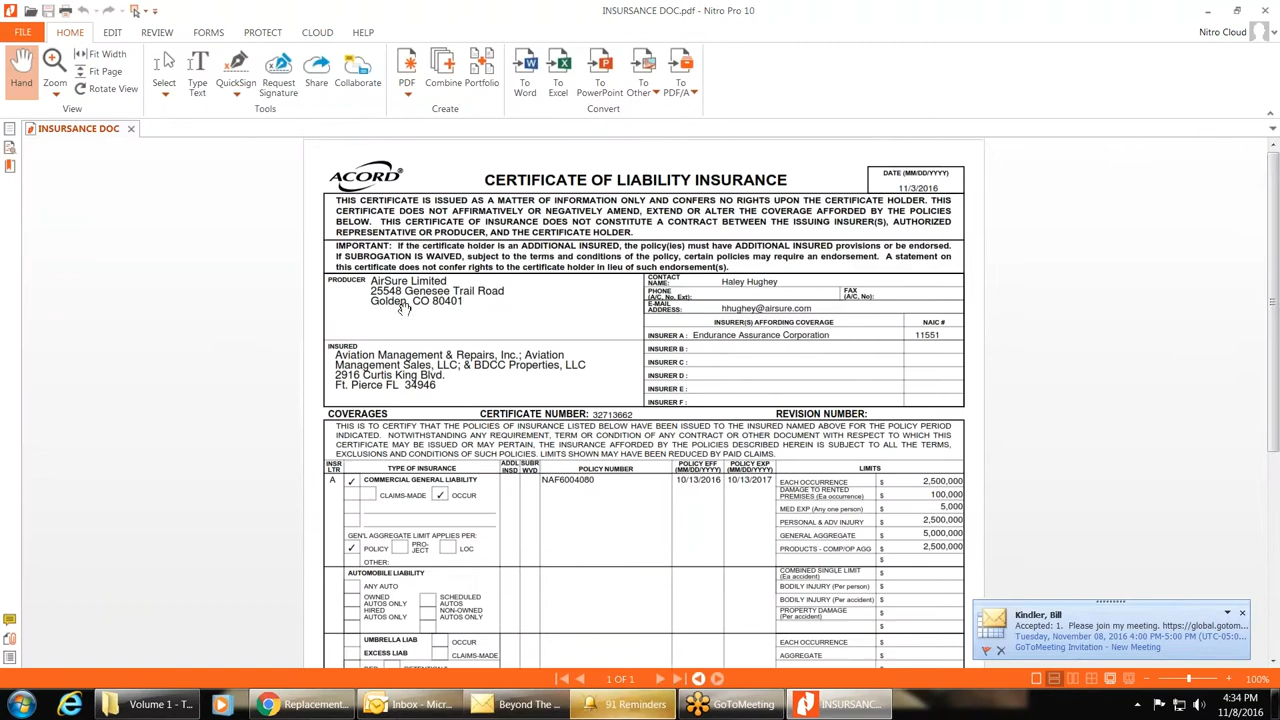 INSURSANCE DOC.pdf - Nitro Pro 10
FILE HOME EDIT REVIEW FORMS PROTECT CLOUD HELP
Nitro Cloud
Hand
Zoom
Fit Width
Fit Page
Rotate View
View
Select
Type Text
QuickSign
Request Signature
Share
Collaborate
Tools
PDF
Combine
Portfolio
Create
To Word
To Excel
To PowerPoint
To Other
To PDF/A
Convert
INSURSANCE DOC
ACORD®
CERTIFICATE OF LIABILITY INSURANCE
DATE (MM/DD/YYYY)
11/3/2016
THIS CERTIFICATE IS ISSUED AS A MATTER OF INFORMATION ONLY AND CONFERS NO RIGHTS UPON THE CERTIFICATE HOLDER. THIS
CERTIFICATE DOES NOT AFFIRMATIVELY OR NEGATIVELY AMEND, EXTEND OR ALTER THE COVERAGE AFFORDED BY THE POLICIES
BELOW. THIS CERTIFICATE OF INSURANCE DOES NOT CONSTITUTE A CONTRACT BETWEEN THE ISSUING INSURER(S), AUTHORIZED
REPRESENTATIVE OR PRODUCER, AND THE CERTIFICATE HOLDER.
IMPORTANT: If the certificate holder is an ADDITIONAL INSURED, the policy(ies) must have ADDITIONAL INSURED provisions or be endorsed.
If SUBROGATION IS WAIVED, subject to the terms and conditions of the policy, certain policies may require an endorsement. A statement on
this certificate does not confer rights to the certificate holder in lieu of such endorsement(s).
PRODUCER
AirSure Limited
25548 Genesee Trail Road
Golden, CO 80401
CONTACT NAME: Haley Hughey
PHONE (A/C, No, Ext):
FAX (A/C, No):
E-MAIL ADDRESS: hhughey@airsure.com
INSURER(S) AFFORDING COVERAGE NAIC #
INSURER A : Endurance Assurance Corporation 11551
INSURED
Aviation Management & Repairs, Inc.; Aviation
Management Sales, LLC; & BDCC Properties, LLC
2916 Curtis King Blvd.
Ft. Pierce FL 34946
INSURER B :
INSURER C :
INSURER D :
INSURER E :
INSURER F :
COVERAGES CERTIFICATE NUMBER: 32713662 REVISION NUMBER:
THIS IS TO CERTIFY THAT THE POLICIES OF INSURANCE LISTED BELOW HAVE BEEN ISSUED TO THE INSURED NAMED ABOVE FOR THE POLICY PERIOD
INDICATED. NOTWITHSTANDING ANY REQUIREMENT, TERM OR CONDITION OF ANY CONTRACT OR OTHER DOCUMENT WITH RESPECT TO WHICH THIS
CERTIFICATE MAY BE ISSUED OR MAY PERTAIN, THE INSURANCE AFFORDED BY THE POLICIES DESCRIBED HEREIN IS SUBJECT TO ALL THE TERMS,
EXCLUSIONS AND CONDITIONS OF SUCH POLICIES. LIMITS SHOWN MAY HAVE BEEN REDUCED BY PAID CLAIMS.
INSR LTR TYPE OF INSURANCE ADDL INSD SUBR WVD POLICY NUMBER POLICY EFF (MM/DD/YYYY) POLICY EXP (MM/DD/YYYY) LIMITS
A ✓ COMMERCIAL GENERAL LIABILITY NAF6004080 10/13/2016 10/13/2017 EACH OCCURRENCE $ 2,500,000
CLAIMS-MADE ✓ OCCUR DAMAGE TO RENTED PREMISES (Ea occurrence) $ 100,000
MED EXP (Any one person) $ 5,000
PERSONAL & ADV INJURY $ 2,500,000
GEN'L AGGREGATE LIMIT APPLIES PER: GENERAL AGGREGATE $ 5,000,000
✓ POLICY PRO-JECT LOC PRODUCTS - COMP/OP AGG $ 2,500,000
OTHER: $
AUTOMOBILE LIABILITY COMBINED SINGLE LIMIT (Ea accident) $
ANY AUTO BODILY INJURY (Per person) $
OWNED AUTOS ONLY SCHEDULED AUTOS BODILY INJURY (Per accident) $
HIRED AUTOS ONLY NON-OWNED AUTOS PROPERTY DAMAGE (Per accident) $
$
UMBRELLA LIAB OCCUR EACH OCCURRENCE $
EXCESS LIAB CLAIMS-MADE AGGREGATE $
Kindler, Bill
Accepted: 1. Please join my meeting. https://global.gotom...
Tuesday, November 08, 2016 4:00 PM-5:00 PM (UTC-05:0...
GoToMeeting Invitation - New Meeting
1 OF 1
100%
Volume 1 - T...
Replacement...
Inbox - Micr...
Beyond The ...
91 Reminders
GoToMeeting
INSURSANC...
4:34 PM
11/8/2016